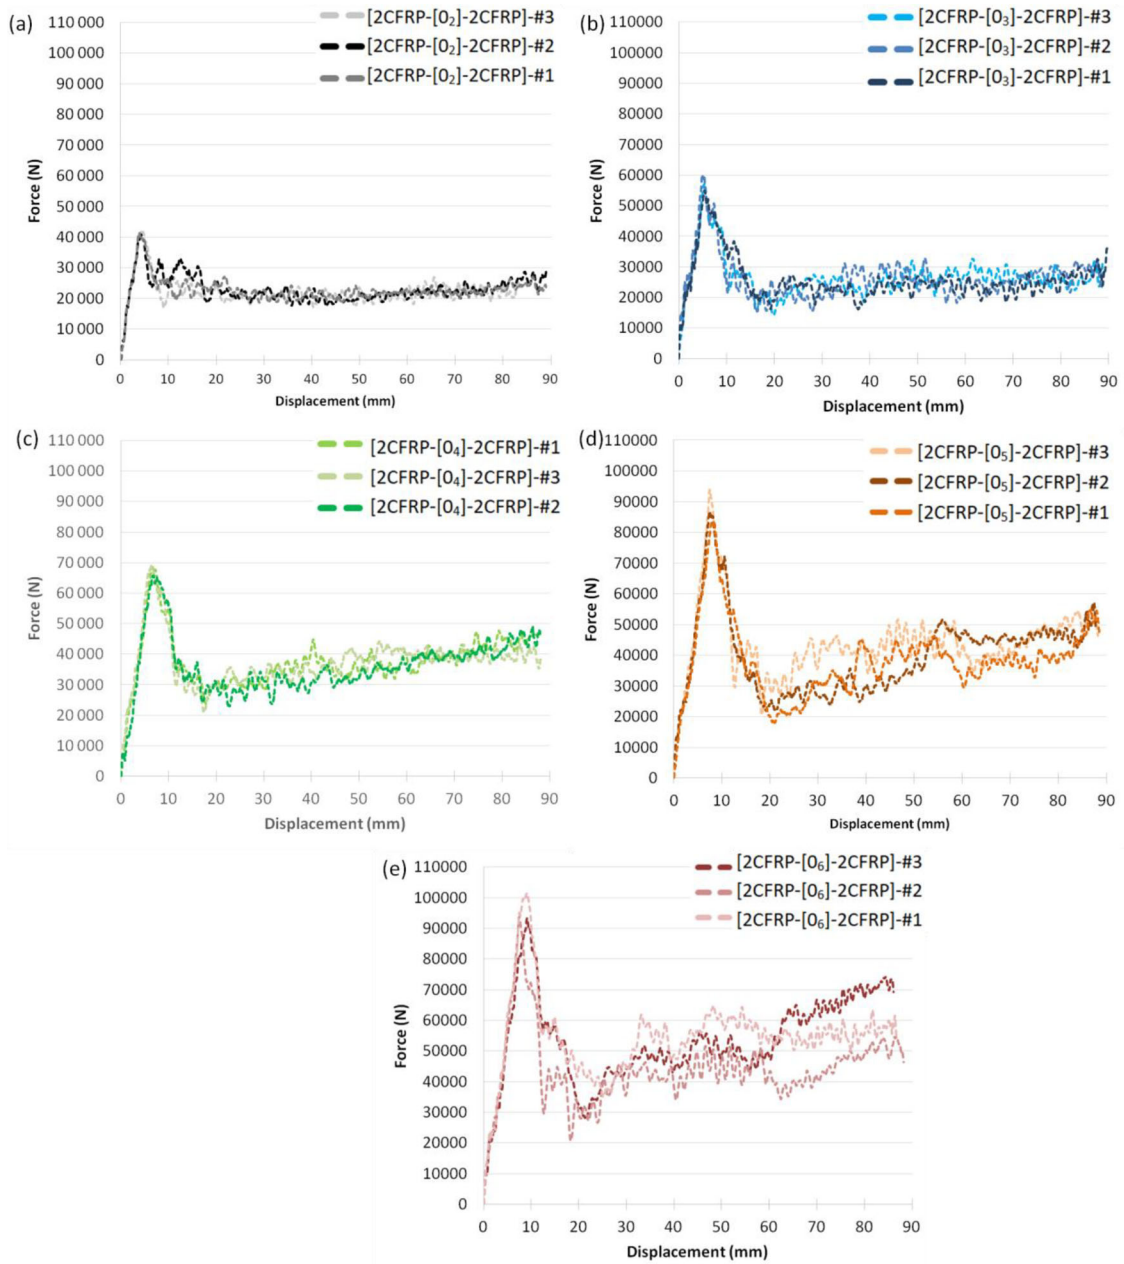 (a)
[2CFRP-[0₂]-2CFRP]-#3
[2CFRP-[0₂]-2CFRP]-#2
[2CFRP-[0₂]-2CFRP]-#1
110 000
100 000
90 000
80 000
70 000
60 000
50 000
40 000
30 000
20 000
10 000
0
Force (N)
0 10 20 30 40 50 60 70 80 90
Displacement (mm)
(b)
[2CFRP-[0₃]-2CFRP]-#3
[2CFRP-[0₃]-2CFRP]-#2
[2CFRP-[0₃]-2CFRP]-#1
110000
100000
90000
80000
70000
60000
50000
40000
30000
20000
10000
0
Force (N)
0 10 20 30 40 50 60 70 80 90
Displacement (mm)
(c)
[2CFRP-[0₄]-2CFRP]-#1
[2CFRP-[0₄]-2CFRP]-#3
[2CFRP-[0₄]-2CFRP]-#2
110 000
100 000
90 000
80 000
70 000
60 000
50 000
40 000
30 000
20 000
10 000
0
Force (N)
0 10 20 30 40 50 60 70 80 90
Displacement (mm)
(d)
[2CFRP-[0₅]-2CFRP]-#3
[2CFRP-[0₅]-2CFRP]-#2
[2CFRP-[0₅]-2CFRP]-#1
110000
100000
90000
80000
70000
60000
50000
40000
30000
20000
10000
0
Force (N)
0 10 20 30 40 50 60 70 80 90
Displacement (mm)
(e)
[2CFRP-[0₆]-2CFRP]-#3
[2CFRP-[0₆]-2CFRP]-#2
[2CFRP-[0₆]-2CFRP]-#1
110000
100000
90000
80000
70000
60000
50000
40000
30000
20000
10000
0
Force (N)
0 10 20 30 40 50 60 70 80 90
Displacement (mm)